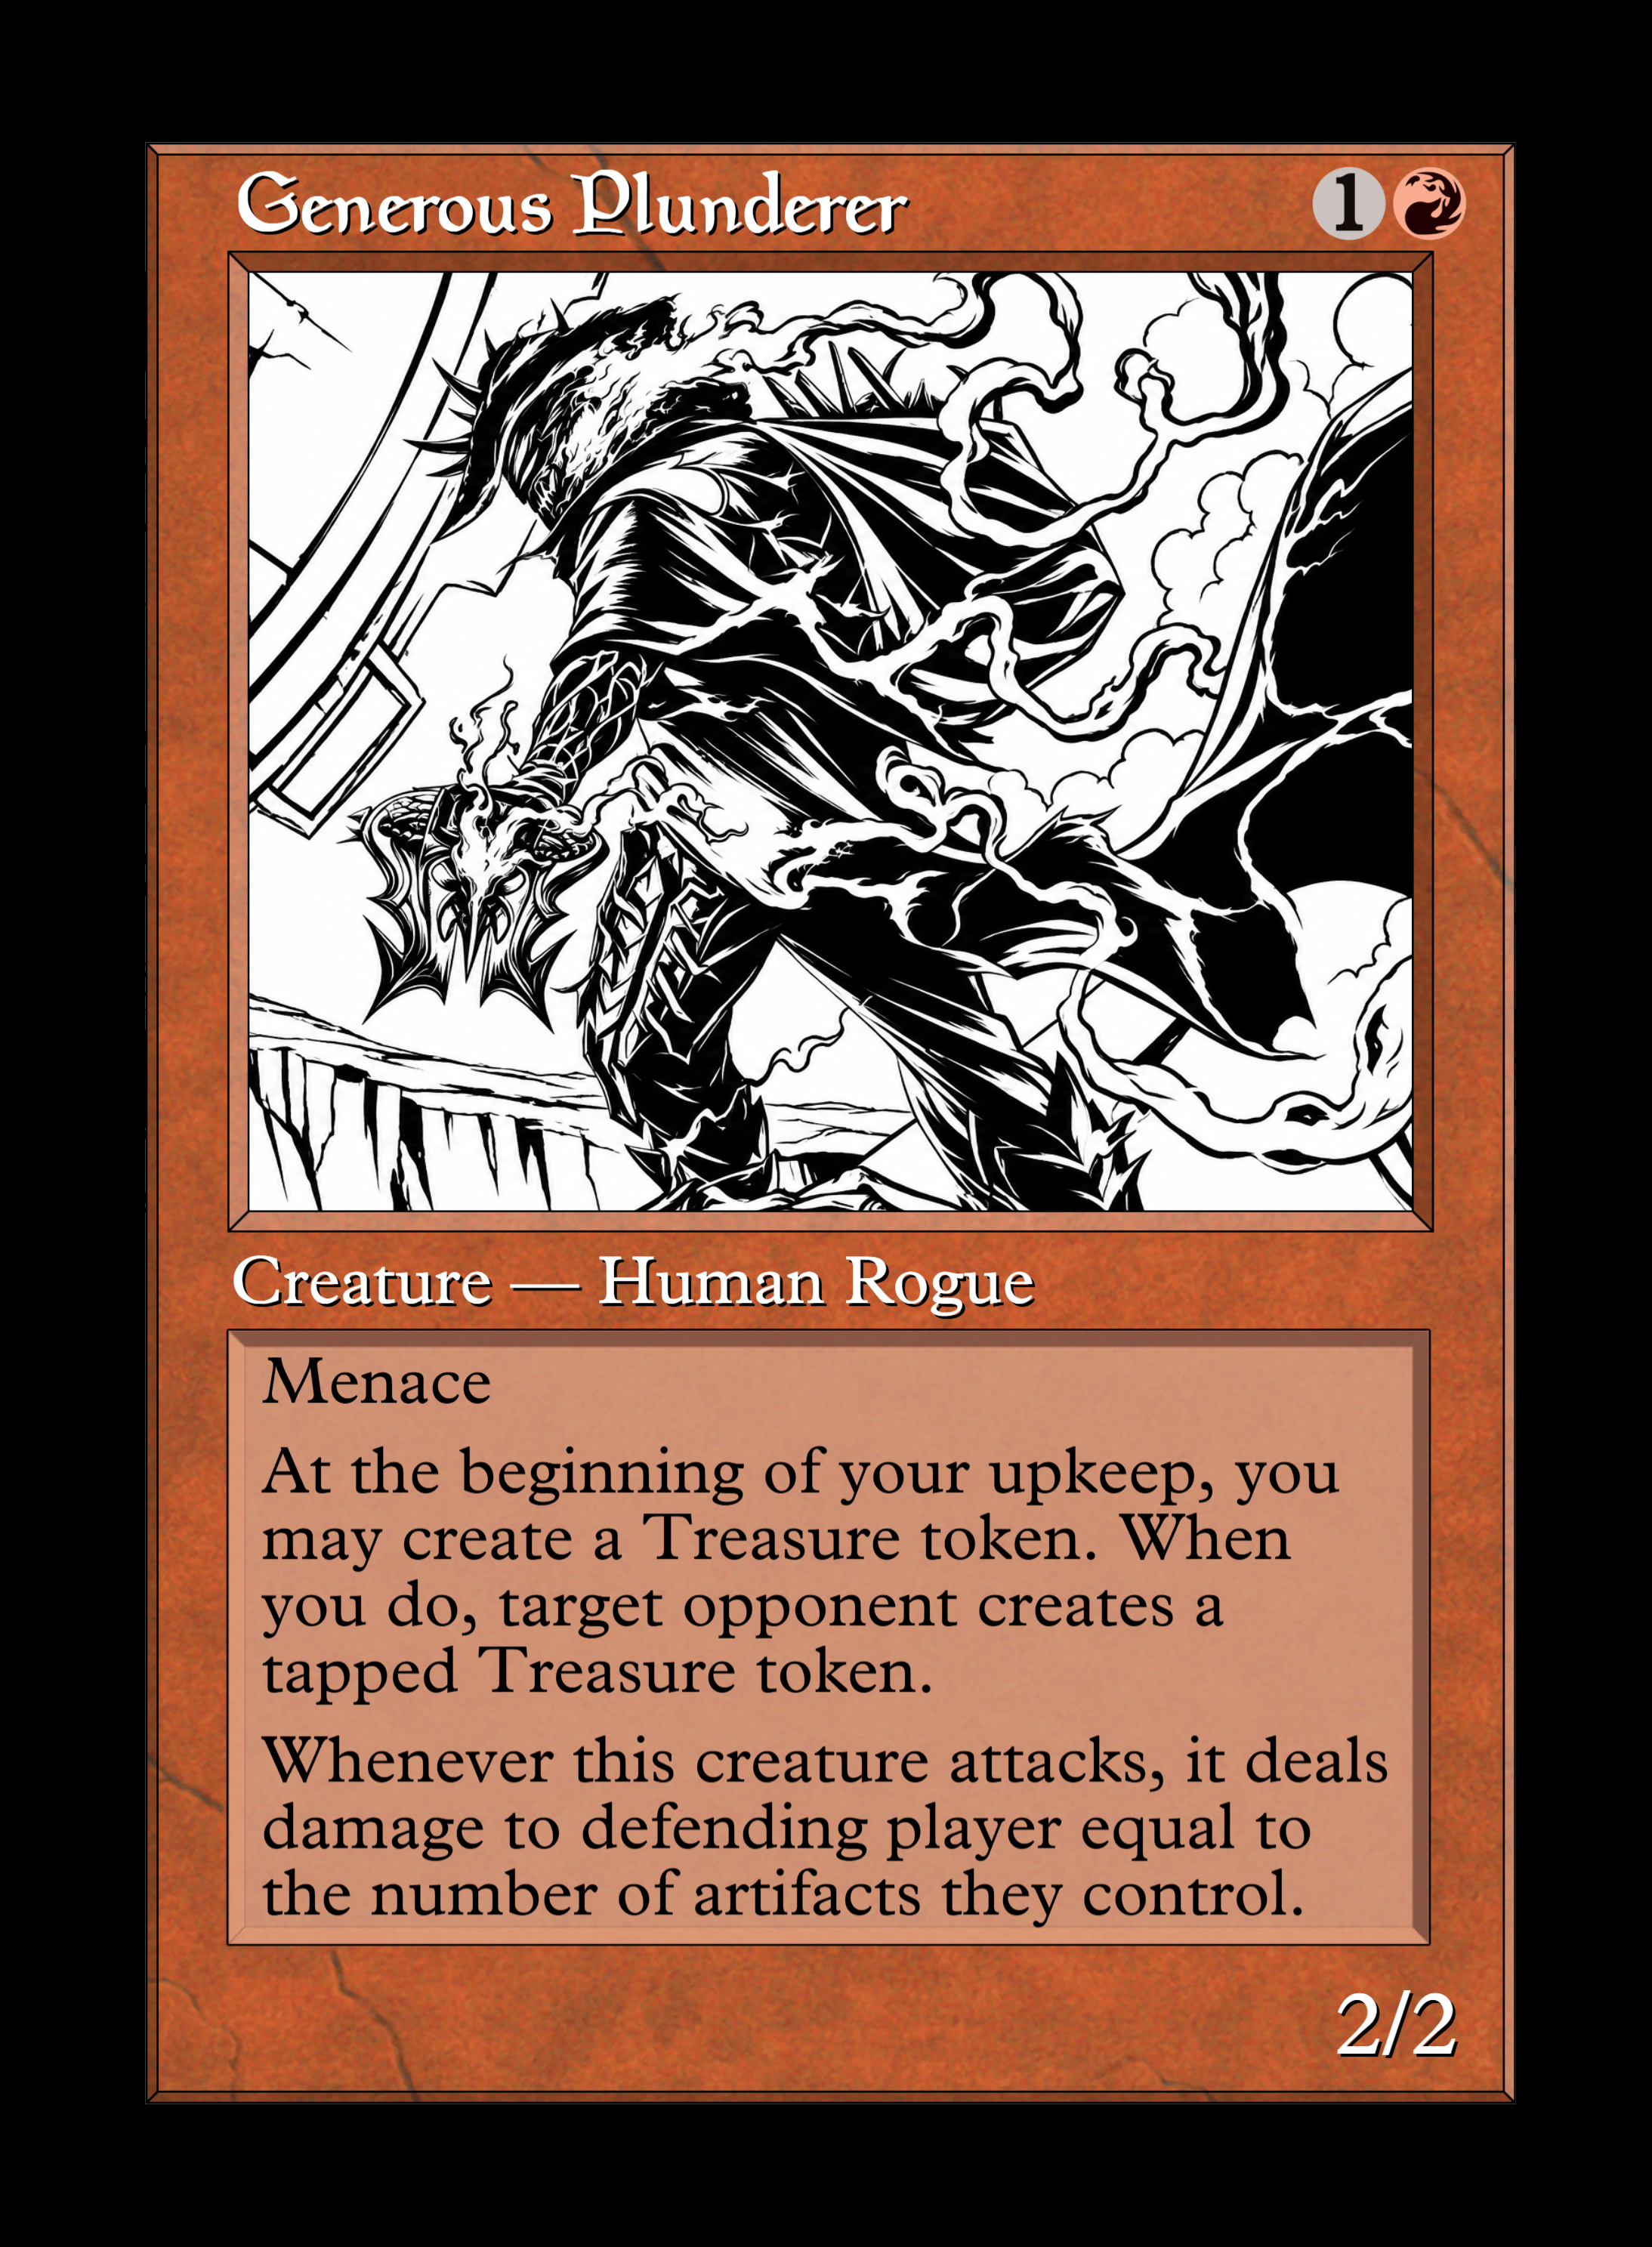 Generous Plunderer 1
Creature — Human Rogue
Menace
At the beginning of your upkeep, you
may create a Treasure token. When
you do, target opponent creates a
tapped Treasure token.
Whenever this creature attacks, it deals
damage to defending player equal to
the number of artifacts they control.
2/2